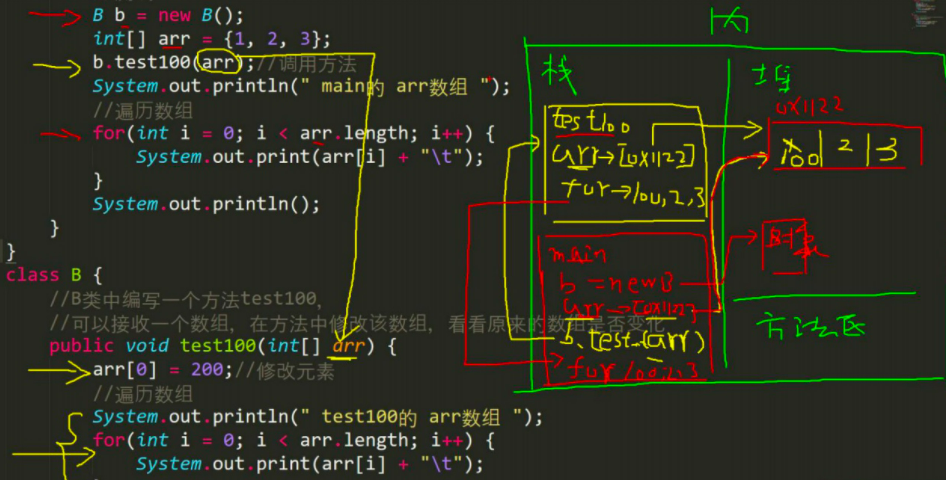 B b = new B();
int[] arr = {1, 2, 3};
b.test100(arr);//调用方法
System.out.println(" main的 arr数组 ");
//遍历数组
for(int i = 0; i < arr.length; i++) {
System.out.print(arr[i] + "\t");
}
System.out.println();
}
}
class B {
//B类中编写一个方法test100,
//可以接收一个数组, 在方法中修改该数组, 看看原来的数组是否变化
public void test100(int[] arr) {
arr[0] = 200;//修改元素
//遍历数组
System.out.println(" test100的 arr数组 ");
for(int i = 0; i < arr.length; i++) {
System.out.print(arr[i] + "\t");
栈
test100
arr→[0x1122]
for→100,2,3
main
b =newB
arr→[0x1122]
b.test..(arr)
for 100,2,3
堆
0x1122
100| 2 |3
方法区